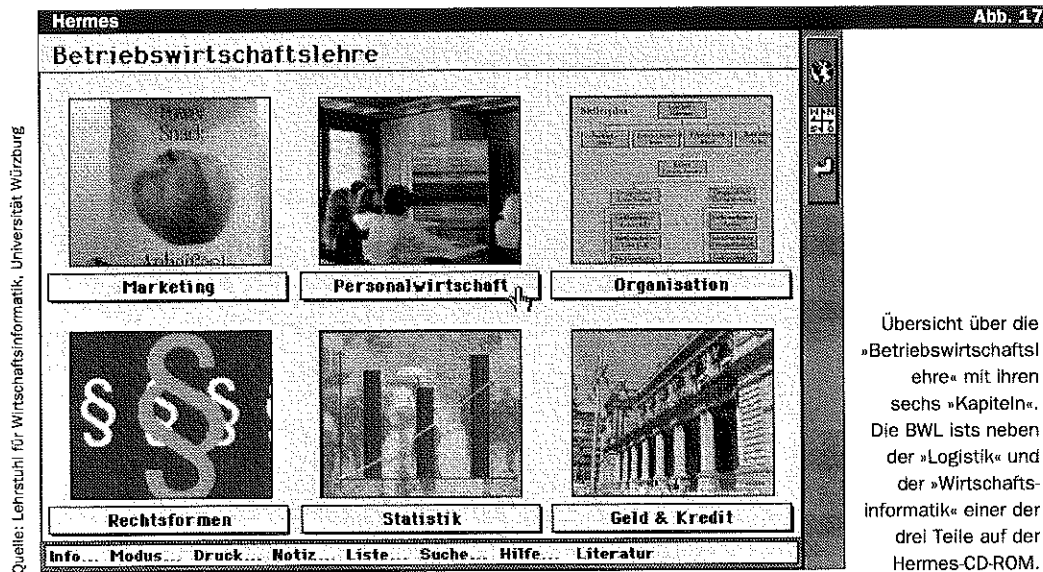 Hermes
Abb. 17
Betriebswirtschaftslehre
Marketing
Personalwirtschaft
Organisation
Rechtsformen
Statistik
Geld & Kredit
Info... Modus... Druck... Notiz... Liste... Suche... Hilfe... Literatur
Quelle: Lehrstuhl für Wirtschaftsinformatik, Universität Würzburg
Übersicht über die
»Betriebswirtschaftsl
ehre« mit ihren
sechs »Kapiteln«.
Die BWL ists neben
der »Logistik« und
der »Wirtschafts-
informatik« einer der
drei Teile auf der
Hermes-CD-ROM.